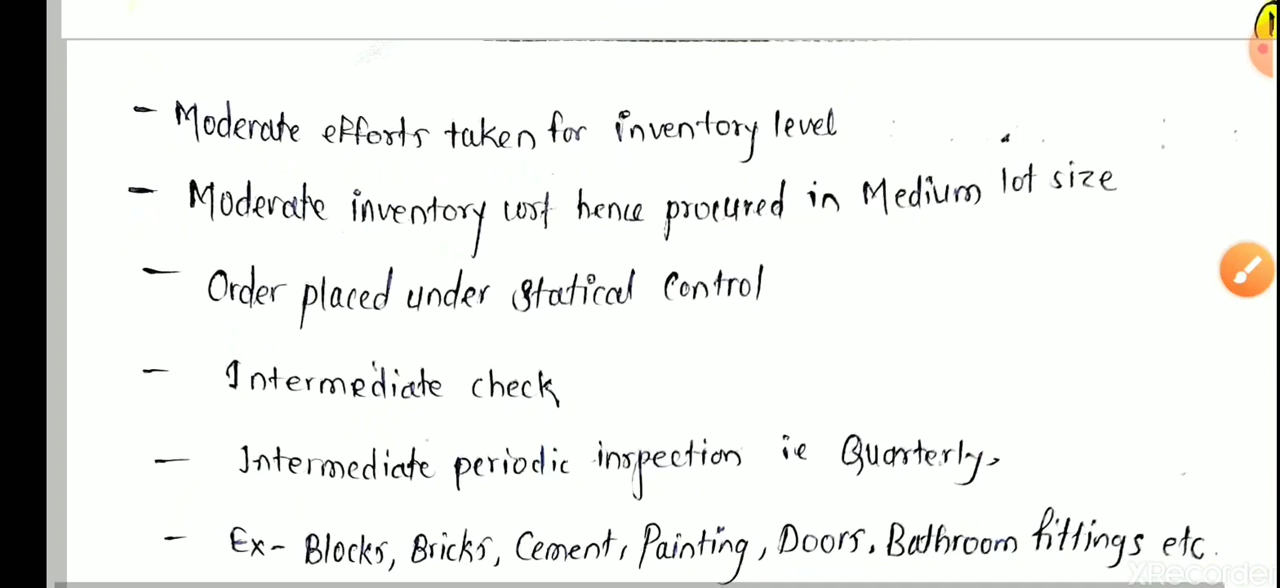 - Moderate efforts taken for inventory level
- Moderate inventory cost hence procured in Medium lot size
- Order placed under statical control
- Intermediate check
- Intermediate periodic inspection ie Quarterly.
- Ex- Blocks, Bricks, Cement, Painting, Doors, Bathroom fittings etc.
XRecorder